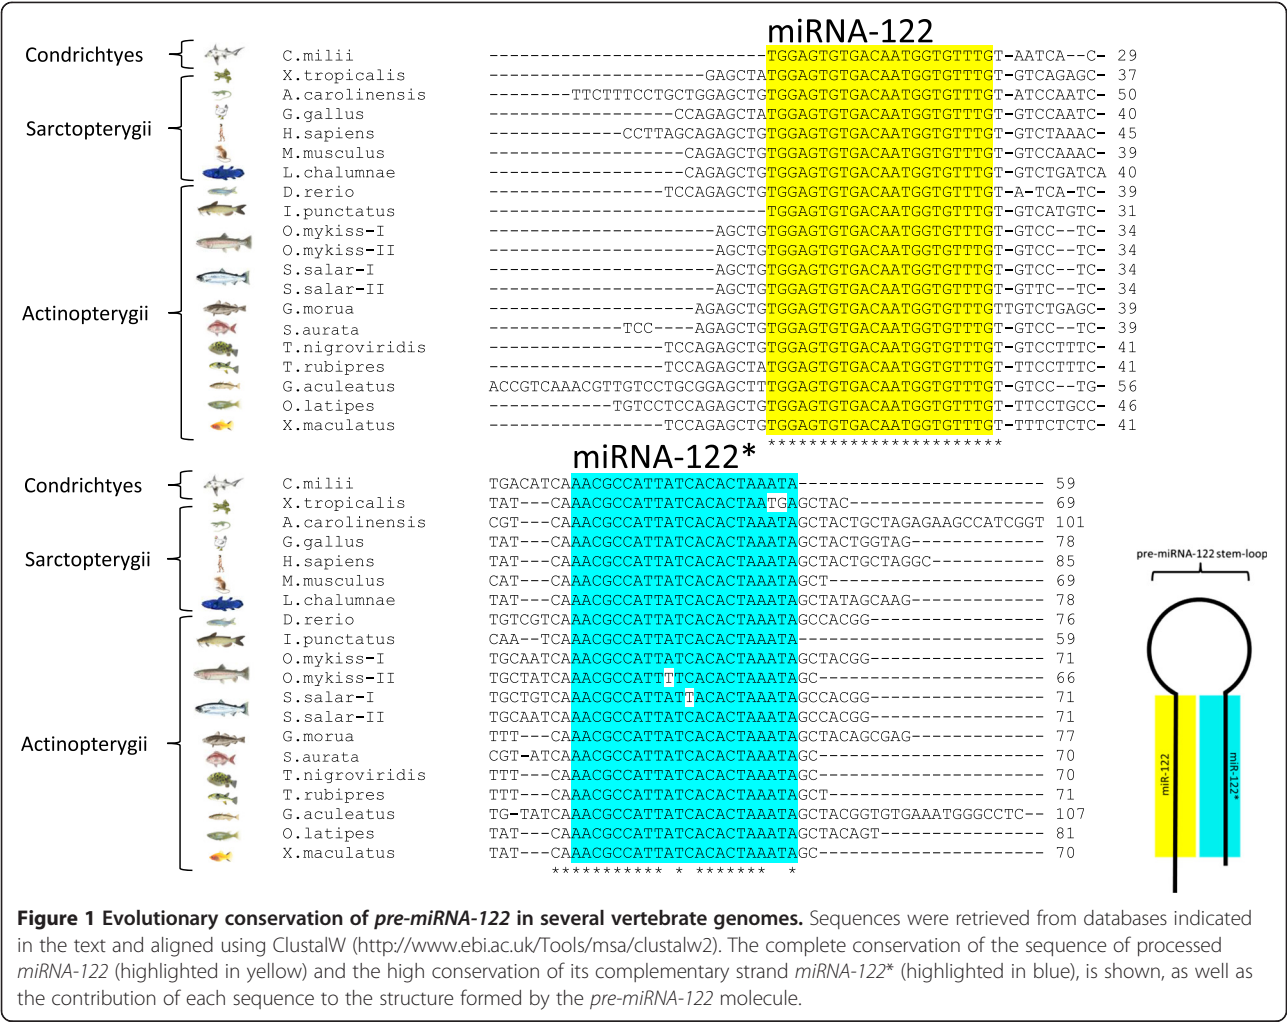 miRNA-122
Condrichtyes
C.milii ---------------------------TGGAGTGTGACAATGGTGTTTGT-AATCA--C- 29
Sarctopterygii
X.tropicalis ---------------------GAGCTATGGAGTGTGACAATGGTGTTTGT-GTCAGAGC- 37
A.carolinensis --------TTCTTTCCTGCTGGAGCTGTGGAGTGTGACAATGGTGTTTGT-ATCCAATC- 50
G.gallus ------------------CCAGAGCTATGGAGTGTGACAATGGTGTTTGT-GTCCAATC- 40
H.sapiens -------------CCTTAGCAGAGCTGTGGAGTGTGACAATGGTGTTTGT-GTCTAAAC- 45
M.musculus -------------------CAGAGCTGTGGAGTGTGACAATGGTGTTTGT-GTCCAAAC- 39
L.chalumnae -------------------CAGAGCTGTGGAGTGTGACAATGGTGTTTGT-GTCTGATCA 40
Actinopterygii
D.rerio -----------------TCCAGAGCTGTGGAGTGTGACAATGGTGTTTGT-A-TCA-TC- 39
I.punctatus ---------------------------TGGAGTGTGACAATGGTGTTTGT-GTCATGTC- 31
O.mykiss-I ----------------------AGCTGTGGAGTGTGACAATGGTGTTTGT-GTCC--TC- 34
O.mykiss-II ----------------------AGCTGTGGAGTGTGACAATGGTGTTTGT-GTCC--TC- 34
S.salar-I ----------------------AGCTGTGGAGTGTGACAATGGTGTTTGT-GTCC--TC- 34
S.salar-II ----------------------AGCTGTGGAGTGTGACAATGGTGTTTGT-GTTC--TC- 34
G.morua --------------------AGAGCTGTGGAGTGTGACAATGGTGTTTGTTGTCTGAGC- 39
S.aurata -------------TCC----AGAGCTGTGGAGTGTGACAATGGTGTTTGT-GTCC--TC- 39
T.nigroviridis -----------------TCCAGAGCTGTGGAGTGTGACAATGGTGTTTGT-GTCCTTTC- 41
T.rubipres -----------------TCCAGAGCTATGGAGTGTGACAATGGTGTTTGT-TTCCTTTC- 41
G.aculeatus ACCGTCAAACGTTGTCCTGCGGAGCTTTGGAGTGTGACAATGGTGTTTGT-GTCC--TG- 56
O.latipes ------------TGTCCTCCAGAGCTGTGGAGTGTGACAATGGTGTTTGT-TTCCTGCC- 46
X.maculatus -----------------TCCAGAGCTGTGGAGTGTGACAATGGTGTTTGT-TTTCTCTC- 41
***********************
miRNA-122*
Condrichtyes
C.milii TGACATCAAACGCCATTATCACACTAAATA------------------------ 59
Sarctopterygii
X.tropicalis TAT---CAAACGCCATTATCACACTAATGAGCTAC------------------- 69
A.carolinensis CGT---CAAACGCCATTATCACACTAAATAGCTACTGCTAGAGAAGCCATCGGT 101
G.gallus TAT---CAAACGCCATTATCACACTAAATAGCTACTGGTAG------------- 78
H.sapiens TAT---CAAACGCCATTATCACACTAAATAGCTACTGCTAGGC----------- 85
M.musculus CAT---CAAACGCCATTATCACACTAAATAGCT--------------------- 69
L.chalumnae TAT---CAAACGCCATTATCACACTAAATAGCTATAGCAAG------------- 78
Actinopterygii
D.rerio TGTCGTCAAACGCCATTATCACACTAAATAGCCACGG----------------- 76
I.punctatus CAA--TCAAACGCCATTATCACACTAAATA------------------------ 59
O.mykiss-I TGCAATCAAACGCCATTATCACACTAAATAGCTACGG----------------- 71
O.mykiss-II TGCTATCAAACGCCATTTTCACACTAAATAGC---------------------- 66
S.salar-I TGCTGTCAAACGCCATTATTACACTAAATAGCCACGG----------------- 71
S.salar-II TGCAATCAAACGCCATTATCACACTAAATAGCCACGG----------------- 71
G.morua TTT---CAAACGCCATTATCACACTAAATAGCTACAGCGAG------------- 77
S.aurata CGT-ATCAAACGCCATTATCACACTAAATAGC---------------------- 70
T.nigroviridis TTT---CAAACGCCATTATCACACTAAATAGC---------------------- 70
T.rubipres TTT---CAAACGCCATTATCACACTAAATAGCT--------------------- 71
G.aculeatus TG-TATCAAACGCCATTATCACACTAAATAGCTACGGTGTGAAATGGGCCTC-- 107
O.latipes TAT---CAAACGCCATTATCACACTAAATAGCTACAGT---------------- 81
X.maculatus TAT---CAAACGCCATTATCACACTAAATAGC---------------------- 70
*********** * *******  *
pre-miRNA-122 stem-loop
miR-122
miR-122*
Figure 1 Evolutionary conservation of pre-miRNA-122 in several vertebrate genomes. Sequences were retrieved from databases indicated
in the text and aligned using ClustalW (http://www.ebi.ac.uk/Tools/msa/clustalw2). The complete conservation of the sequence of processed
miRNA-122 (highlighted in yellow) and the high conservation of its complementary strand miRNA-122* (highlighted in blue), is shown, as well as
the contribution of each sequence to the structure formed by the pre-miRNA-122 molecule.